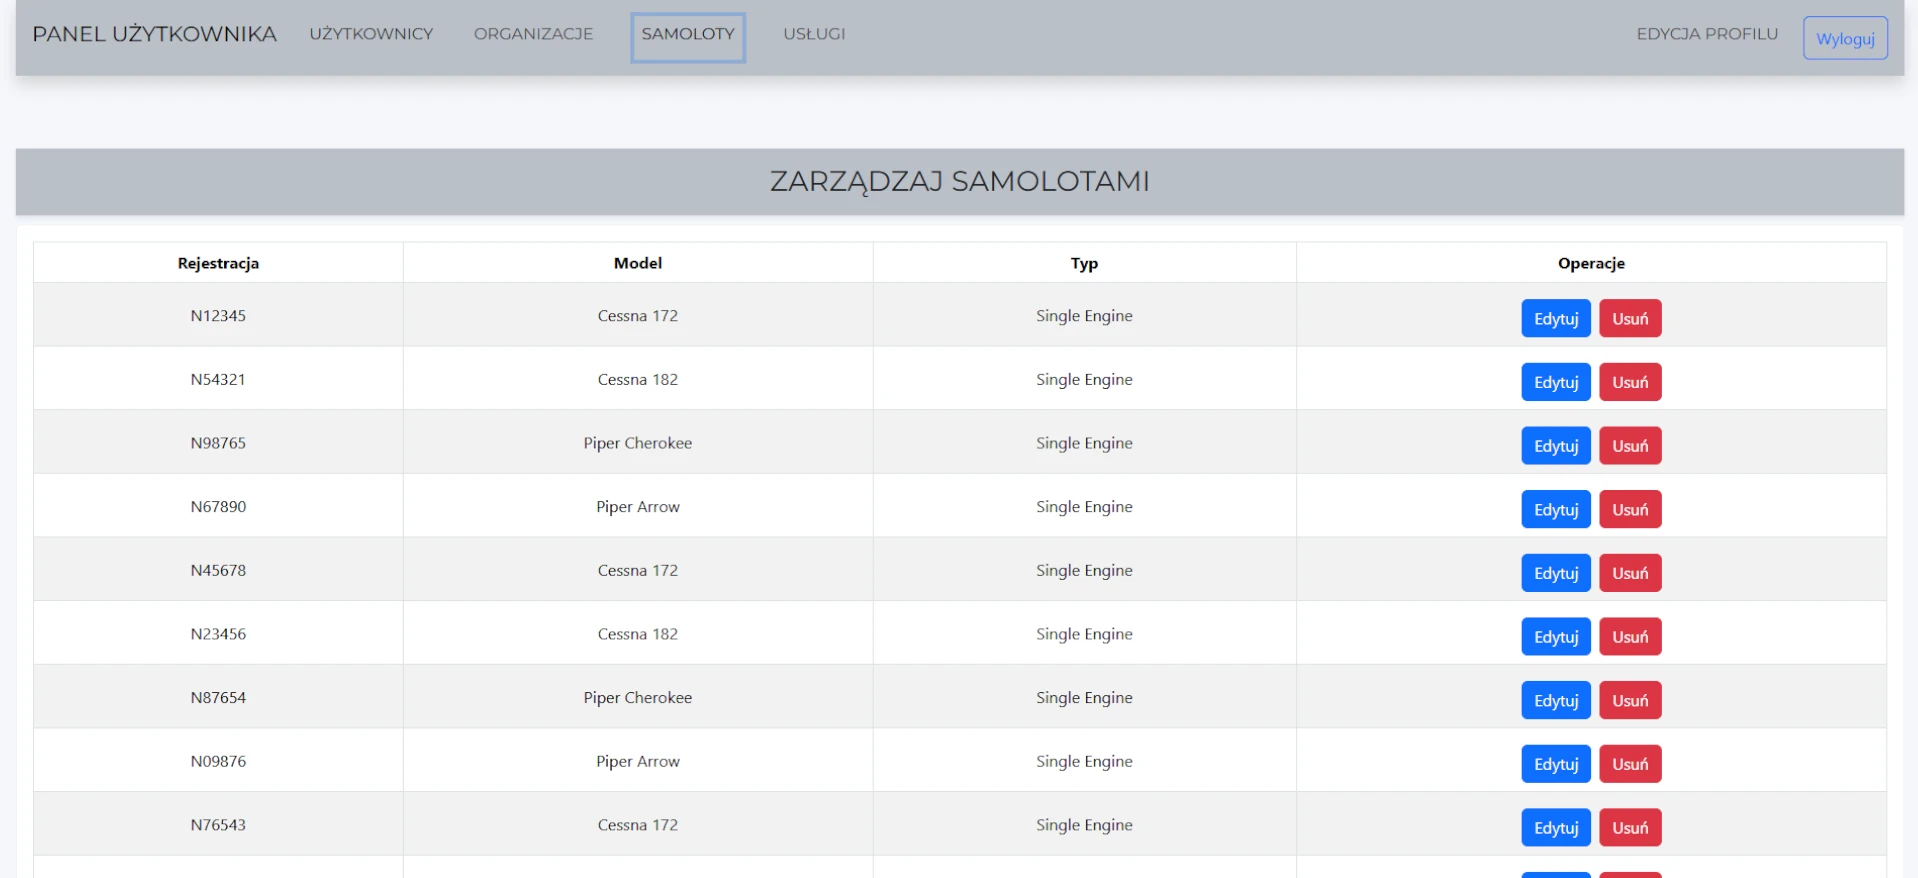 PANEL UŻYTKOWNIKA UŻYTKOWNICY ORGANIZACJE SAMOLOTY USŁUGI EDYCJA PROFILU Wyloguj
ZARZĄDZAJ SAMOLOTAMI
Rejestracja Model Typ Operacje
N12345 Cessna 172 Single Engine Edytuj Usuń
N54321 Cessna 182 Single Engine Edytuj Usuń
N98765 Piper Cherokee Single Engine Edytuj Usuń
N67890 Piper Arrow Single Engine Edytuj Usuń
N45678 Cessna 172 Single Engine Edytuj Usuń
N23456 Cessna 182 Single Engine Edytuj Usuń
N87654 Piper Cherokee Single Engine Edytuj Usuń
N09876 Piper Arrow Single Engine Edytuj Usuń
N76543 Cessna 172 Single Engine Edytuj Usuń